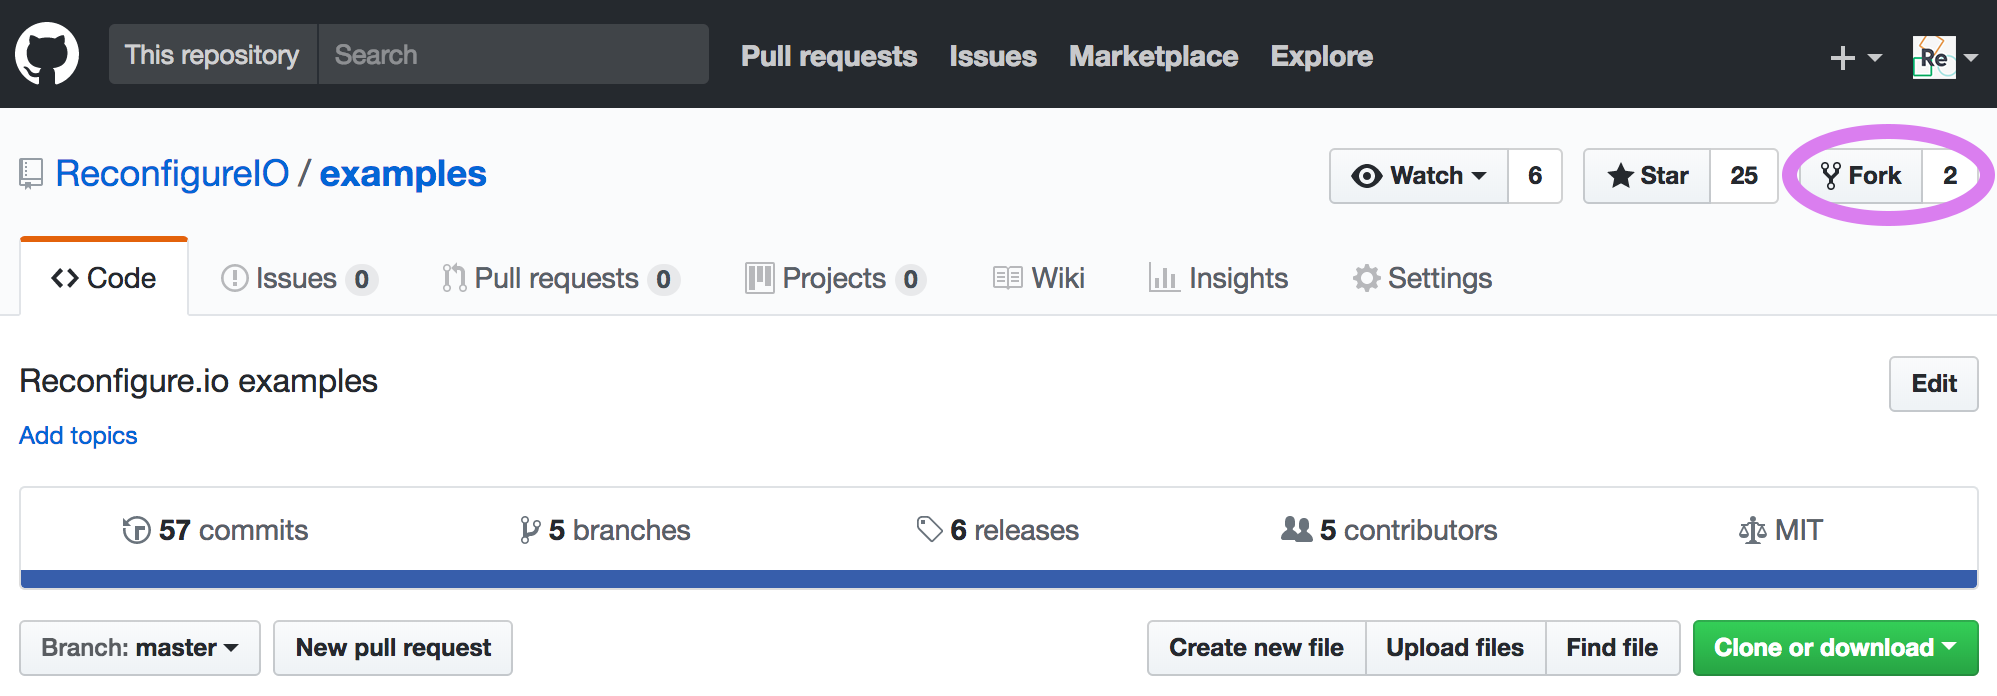 This repository Search Pull requests Issues Marketplace Explore Re
ReconfigureIO / examples Watch 6 Star 25 Fork 2
Code Issues 0 Pull requests 0 Projects 0 Wiki Insights Settings
Reconfigure.io examples Edit
Add topics
57 commits 5 branches 6 releases 5 contributors MIT
Branch: master New pull request Create new file Upload files Find file Clone or download